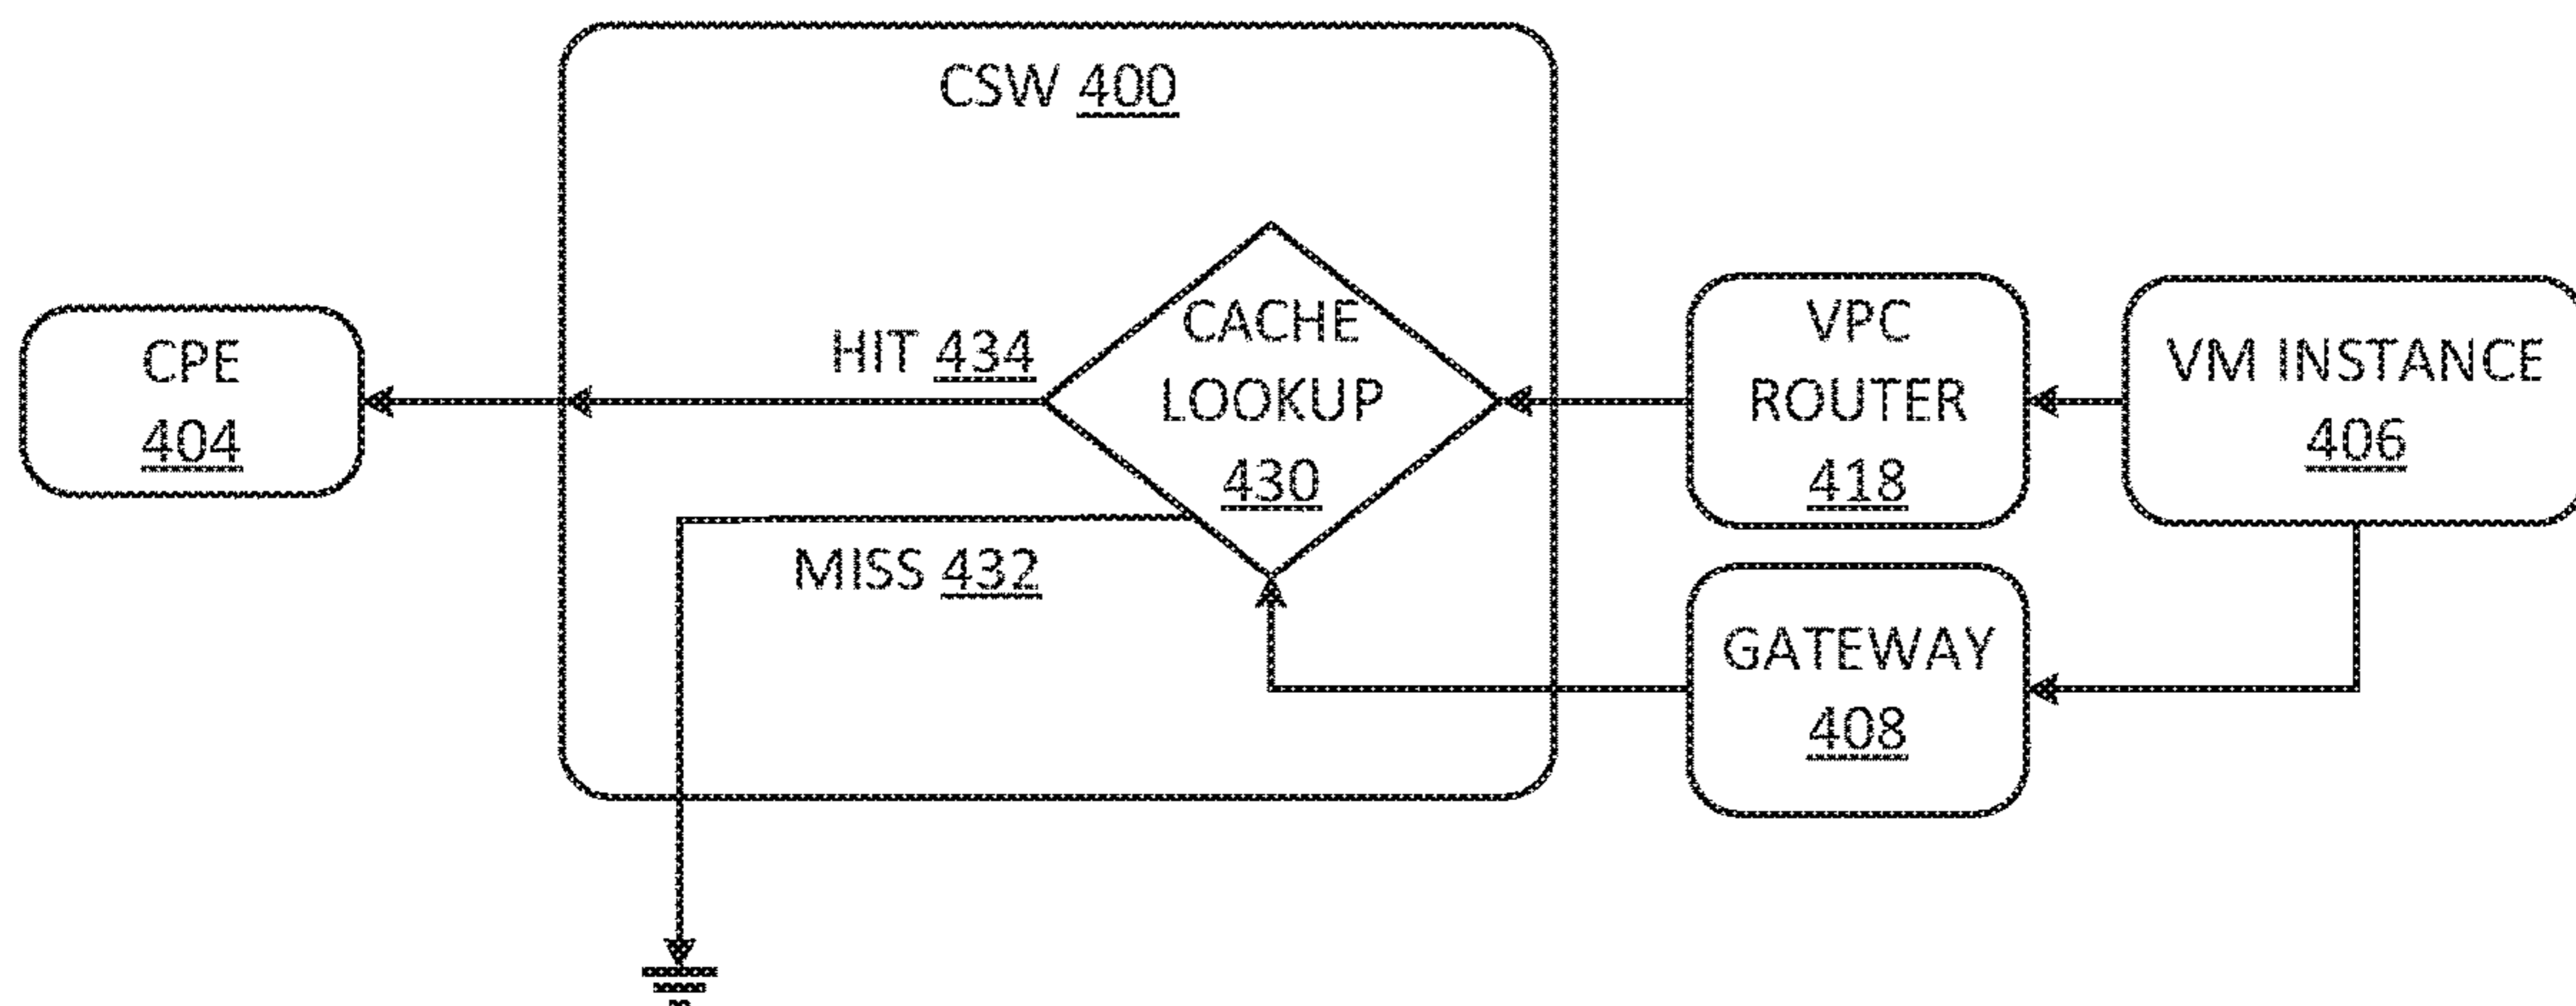 CSW 400
CPE
404
HIT 434
MISS 432
CACHE
LOOKUP
430
VPC
ROUTER
418
VM INSTANCE
406
GATEWAY
408